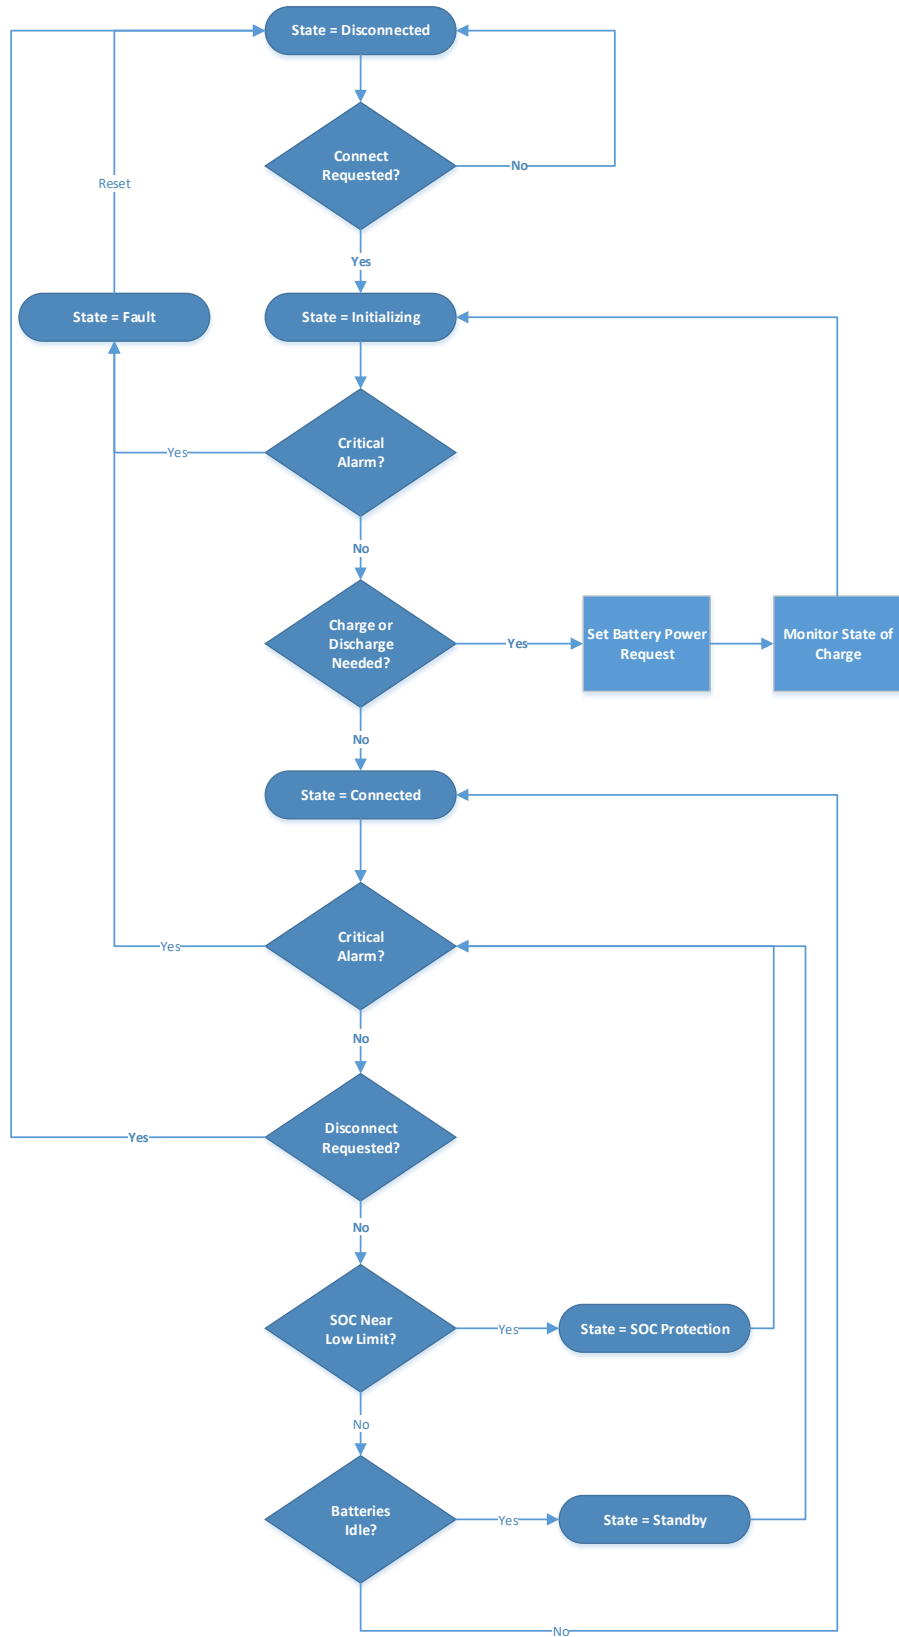 State = Disconnected
Connect
Requested?
No
Reset
Yes
State = Fault
State = Initializing
Critical
Alarm?
Yes
No
Charge or
Discharge
Needed?
Yes
Set Battery Power
Request
Monitor State of
Charge
No
State = Connected
Critical
Alarm?
Yes
No
Disconnect
Requested?
Yes
No
SOC Near
Low Limit?
Yes
State = SOC Protection
No
Batteries
Idle?
Yes
State = Standby
No